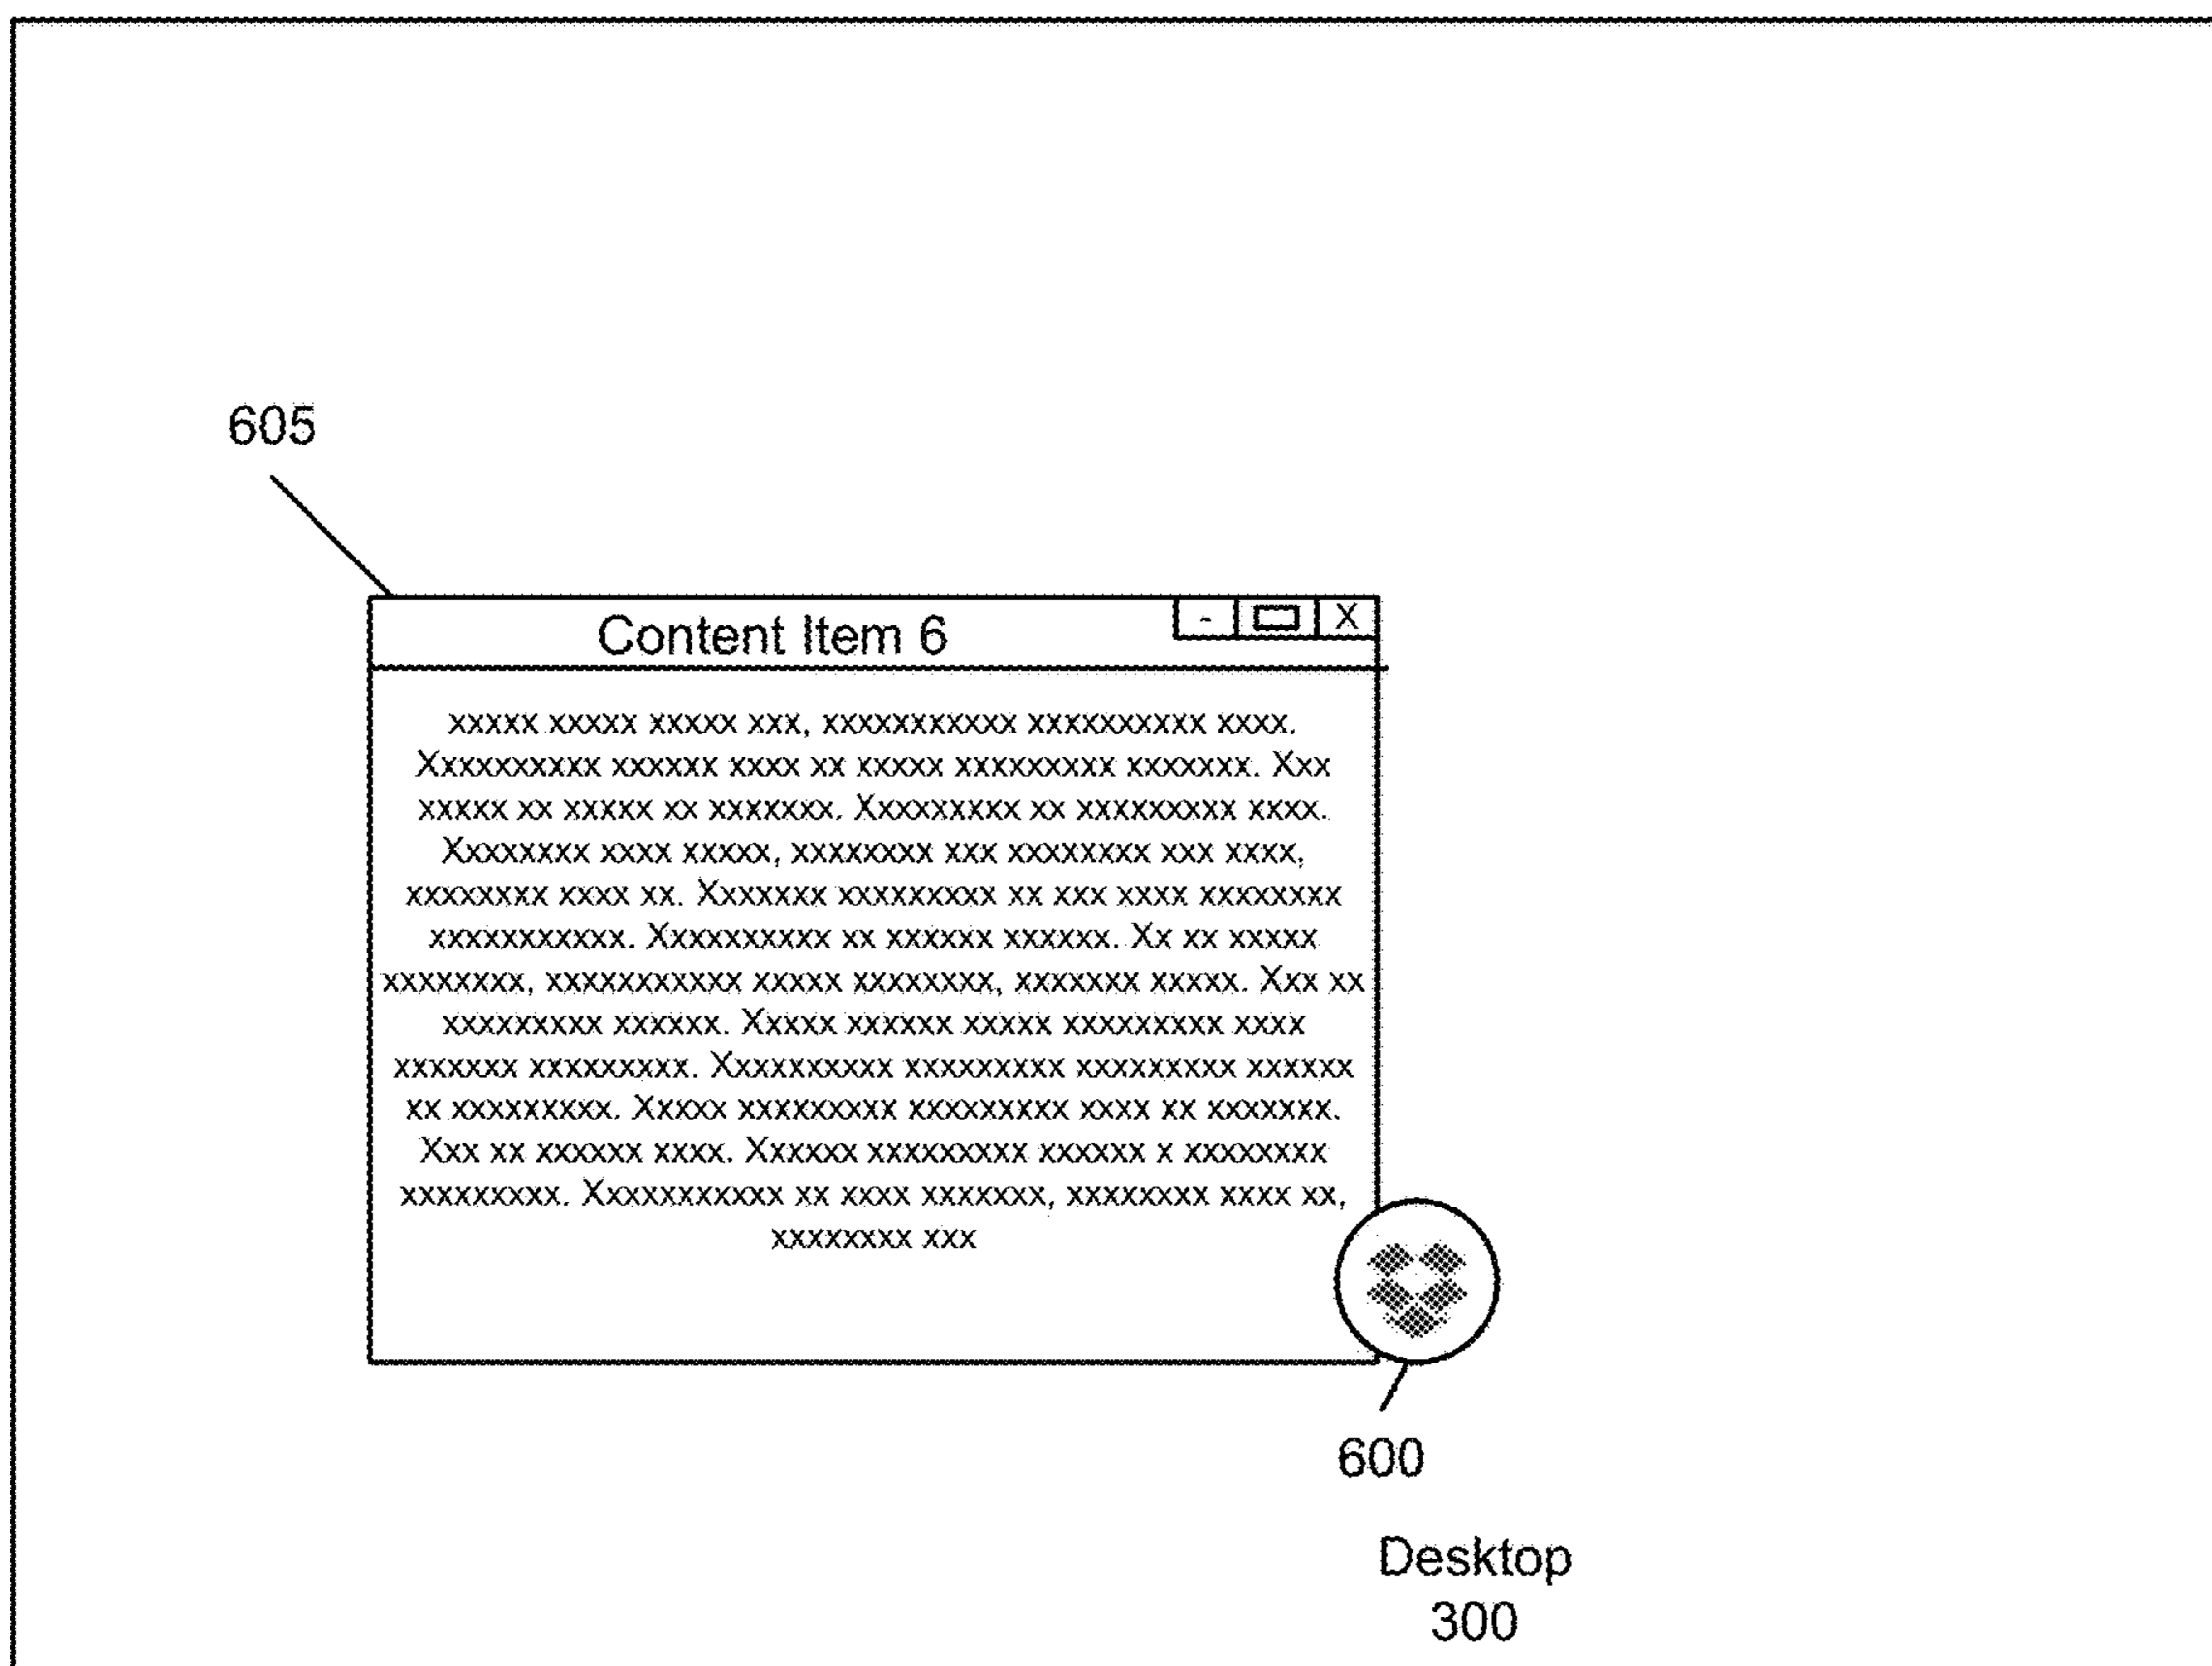 605
Content Item 6
- X
xxxxx xxxxx xxxxx xxx, xxxxxxxxxxx xxxxxxxxxx xxxx.
Xxxxxxxxxx xxxxxx xxxx xx xxxxx xxxxxxxxx xxxxxxx. Xxx
xxxxx xx xxxxx xx xxxxxxx. Xxxxxxxxx xx xxxxxxxxx xxxx.
Xxxxxxxx xxxx xxxxx, xxxxxxxx xxx xxxxxxxx xxx xxxx,
xxxxxxxx xxxx xx. Xxxxxxx xxxxxxxxx xx xxx xxxx xxxxxxxx
xxxxxxxxxxx. Xxxxxxxxxx xx xxxxxx xxxxxx. Xx xx xxxxx
xxxxxxxx, xxxxxxxxxxx xxxxx xxxxxxxx, xxxxxxx xxxxx. Xxx xx
xxxxxxxxx xxxxxx. Xxxxx xxxxxx xxxxx xxxxxxxxx xxxx
xxxxxxx xxxxxxxxx. Xxxxxxxxxx xxxxxxxxx xxxxxxxxx xxxxxx
xx xxxxxxxxx. Xxxxx xxxxxxxxx xxxxxxxxx xxxx xx xxxxxxx.
Xxx xx xxxxxx xxxx. Xxxxxx xxxxxxxxx xxxxxx x xxxxxxxx
xxxxxxxxx. Xxxxxxxxxxx xx xxxx xxxxxxx, xxxxxxxx xxxx xx,
xxxxxxxx xxx
600
Desktop
300